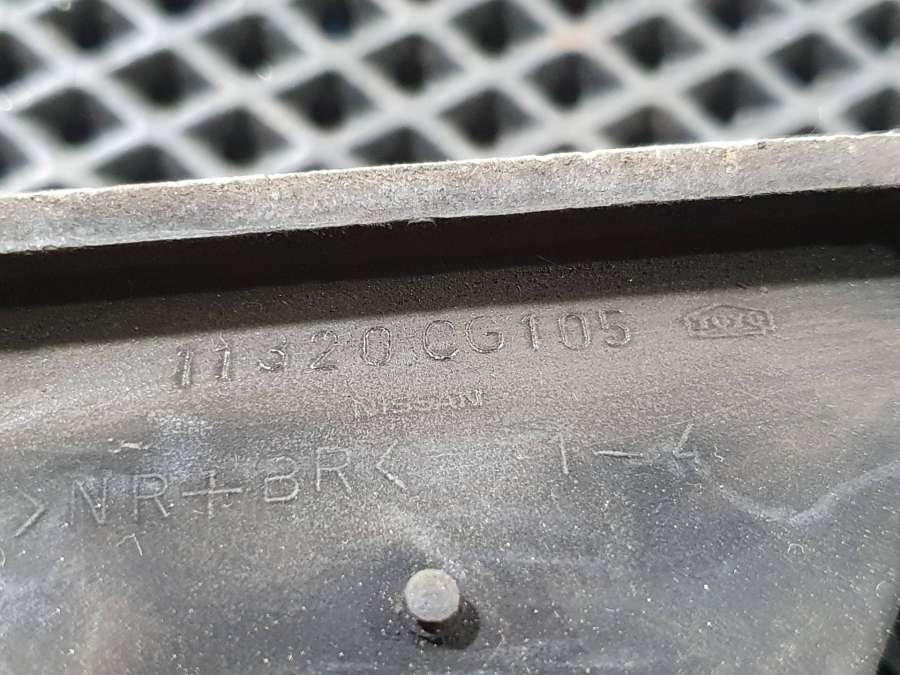 11320 CG105 TOYO
NISSAN
>NR+BR< 1-4